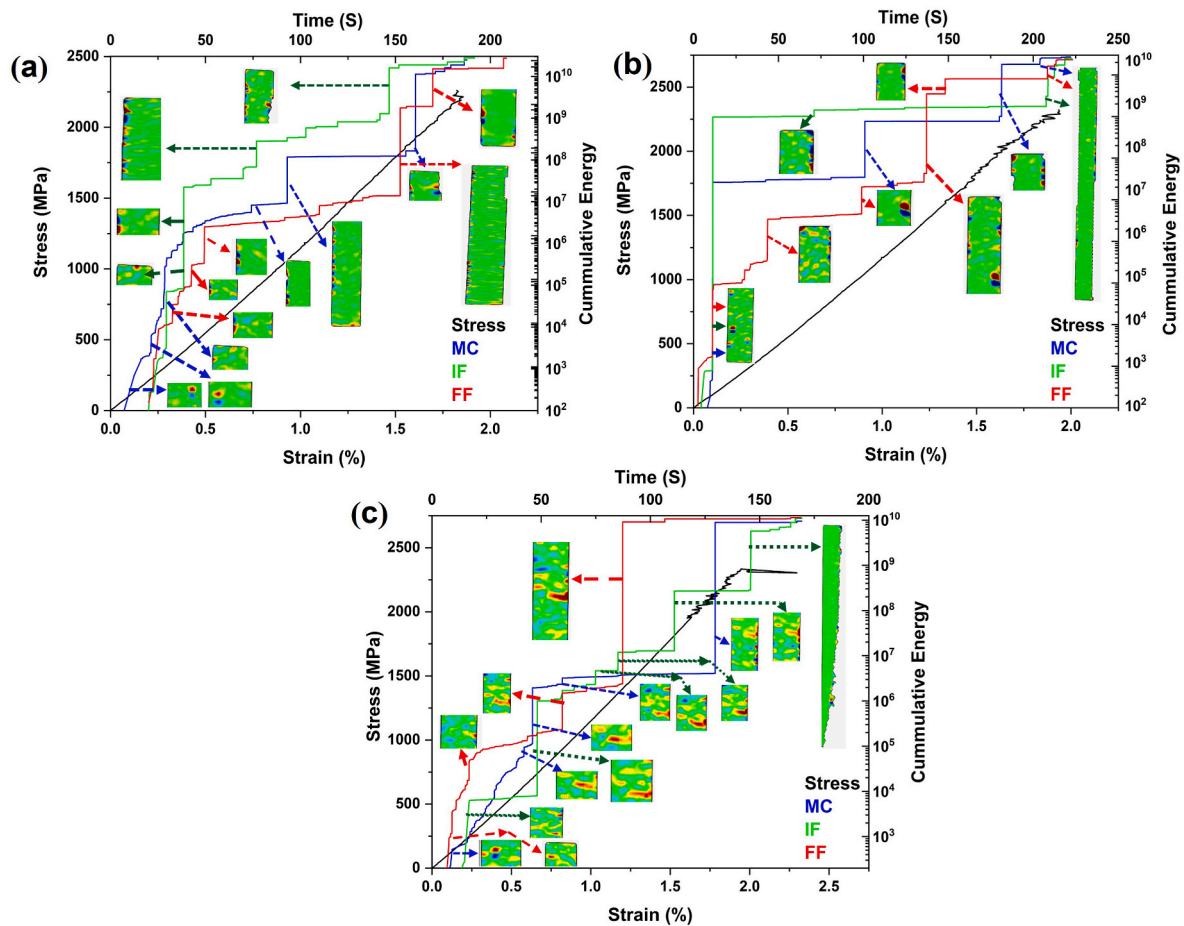 Time (S)
0 50 100 150 200
(a)
2500
2000
1500
1000
500
0
Stress (MPa)
10^10
10^9
10^8
10^7
10^6
10^5
10^4
10^3
10^2
Cummulative Energy
Stress
MC
IF
FF
0.0 0.5 1.0 1.5 2.0
Strain (%)
Time (S)
0 50 100 150 200 250
(b)
2500
2000
1500
1000
500
0
Stress (MPa)
10^10
10^9
10^8
10^7
10^6
10^5
10^4
10^3
10^2
Cummulative Energy
Stress
MC
IF
FF
0.0 0.5 1.0 1.5 2.0
Strain (%)
Time (S)
0 50 100 150 200
(c)
2500
2000
1500
1000
500
0
Stress (MPa)
10^10
10^9
10^8
10^7
10^6
10^5
10^4
10^3
Cummulative Energy
Stress
MC
IF
FF
0.0 0.5 1.0 1.5 2.0 2.5
Strain (%)